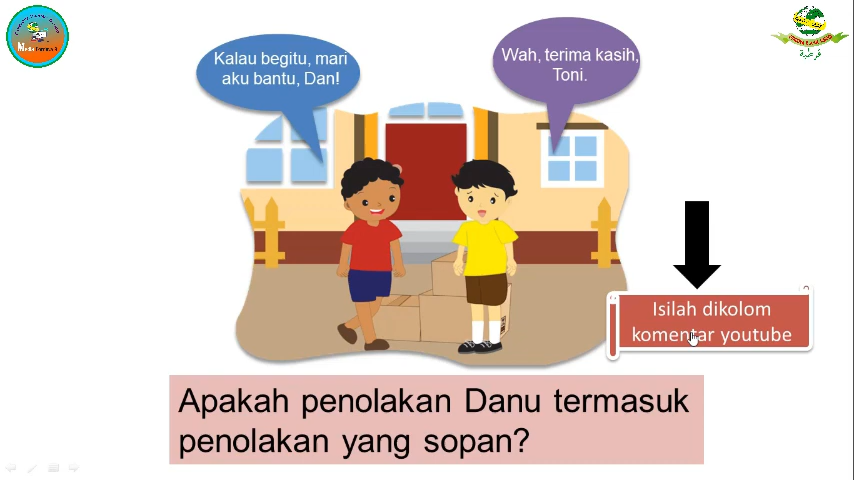 Kalau begitu, mari
aku bantu, Dan!
Wah, terima kasih,
Toni.
Isilah dikolom
komentar youtube
Apakah penolakan Danu termasuk
penolakan yang sopan?